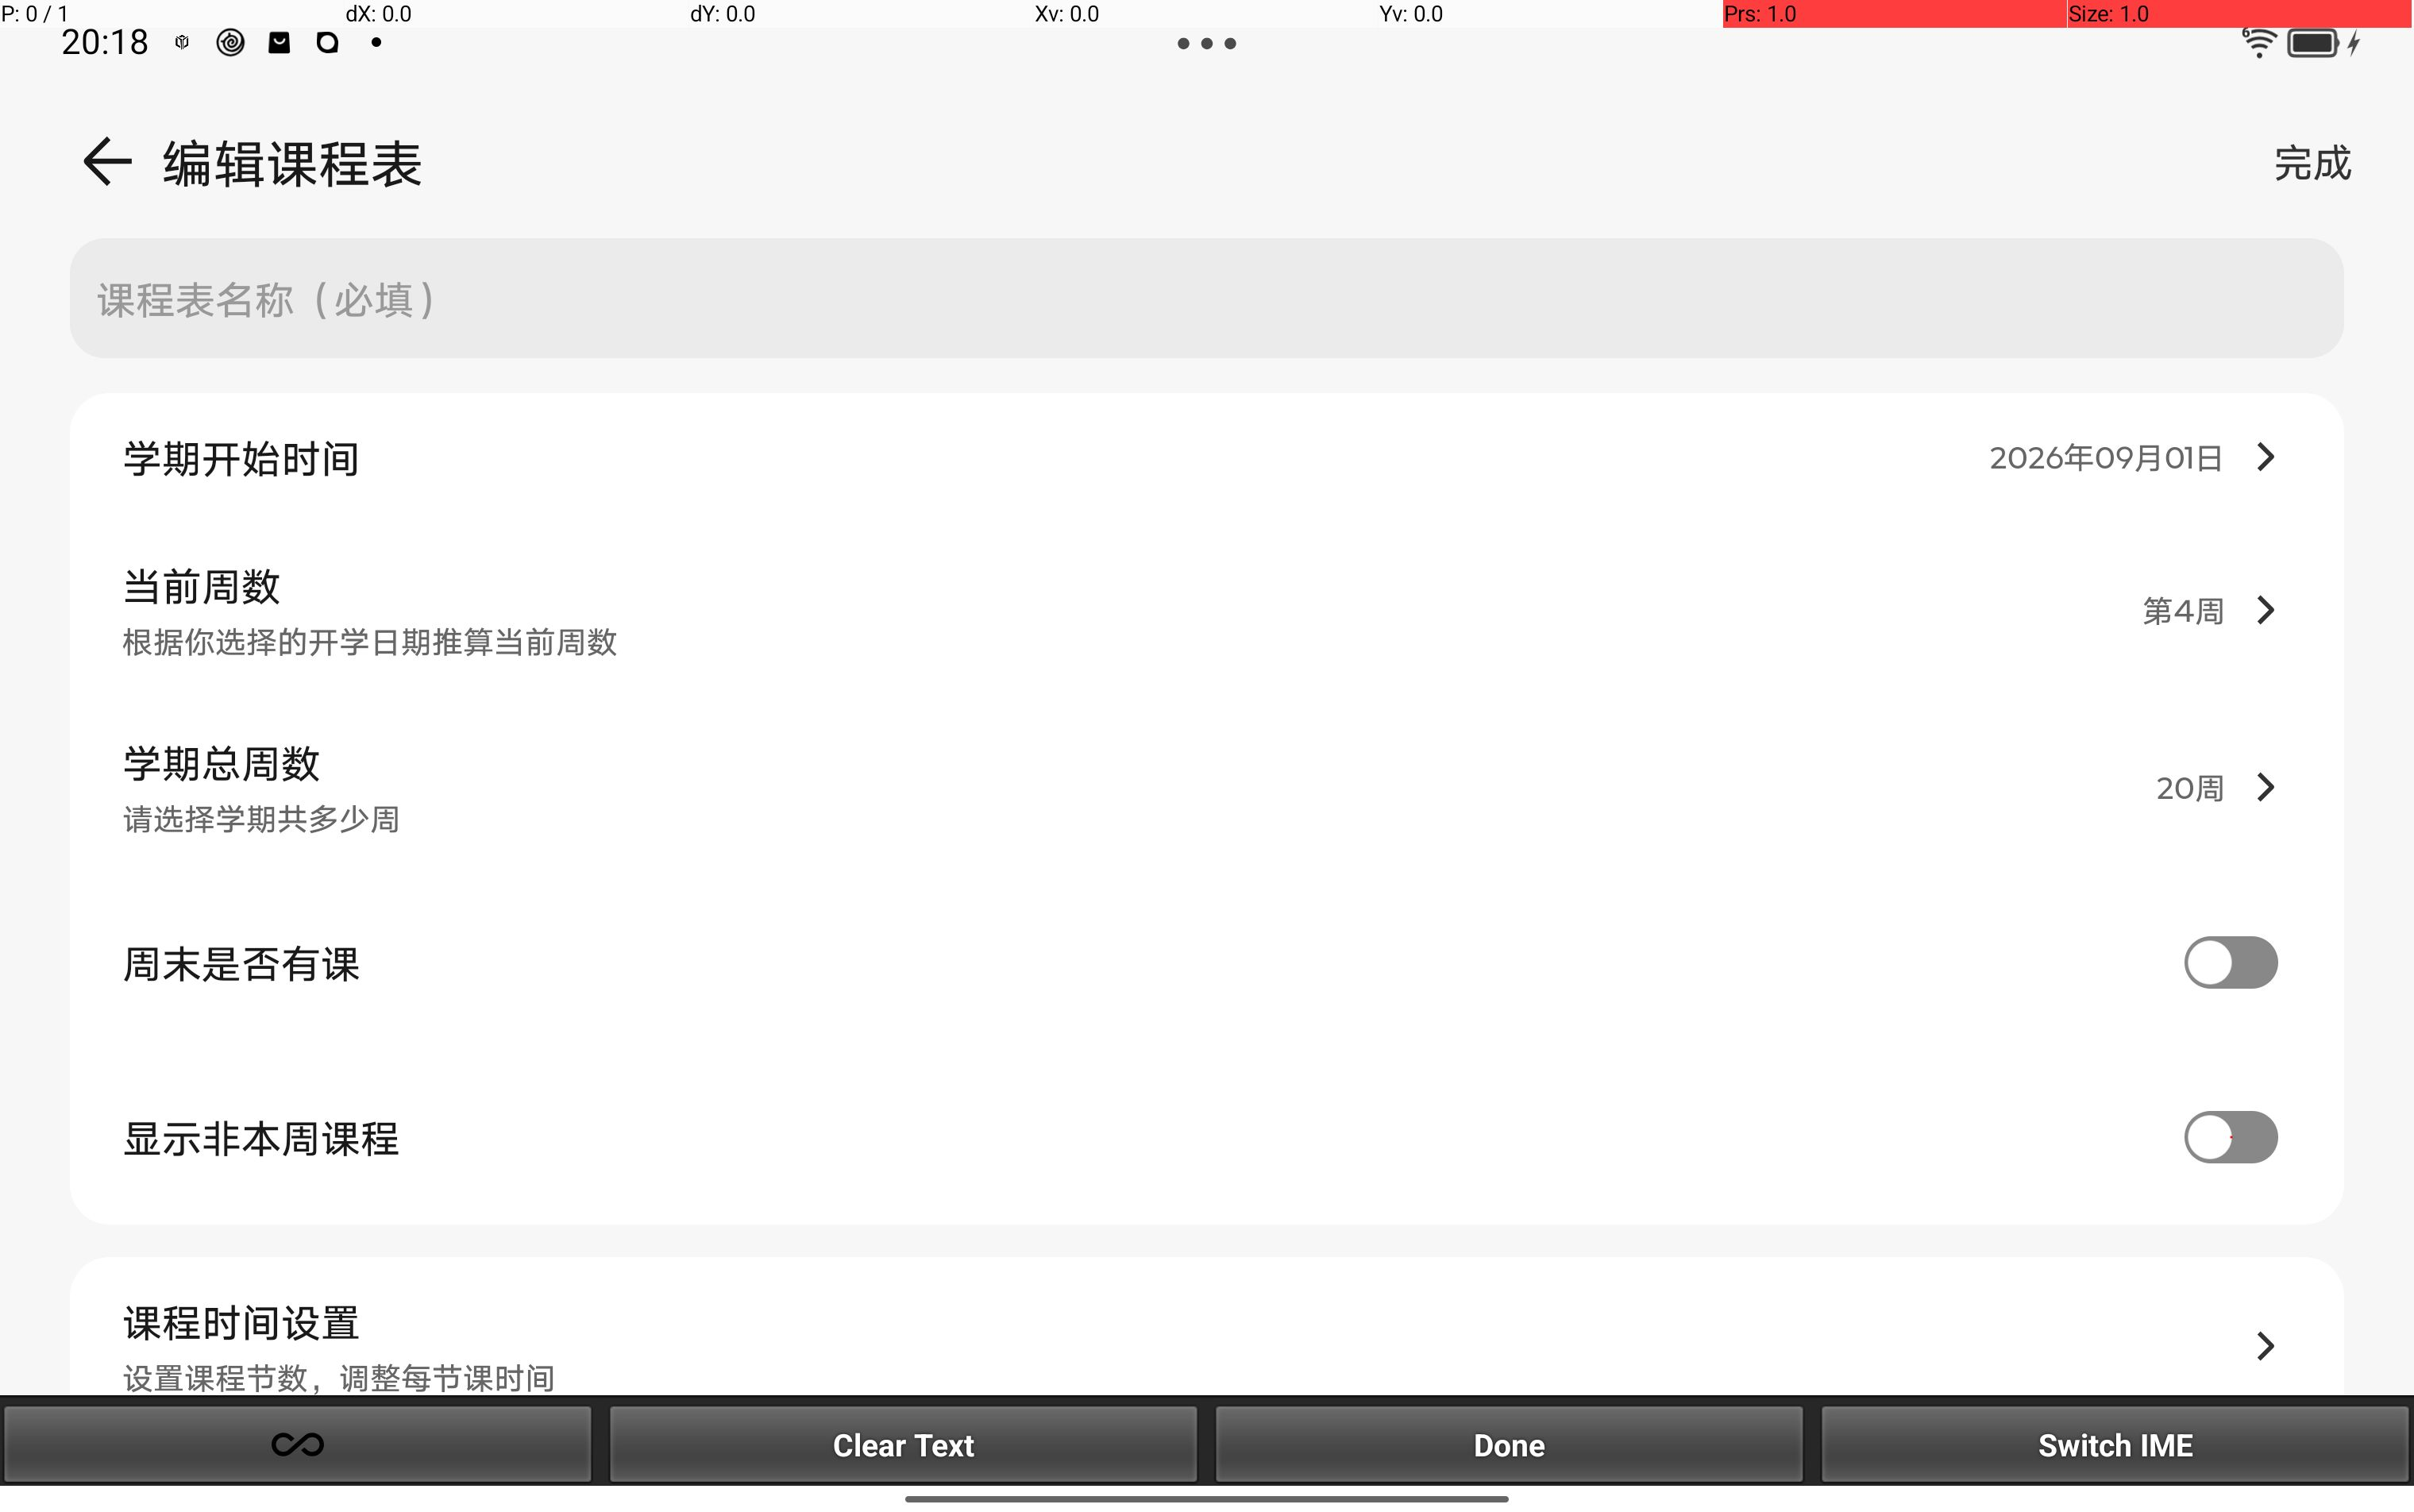 P: 0 / 1 dX: 0.0 dY: 0.0 Xv: 0.0 Yv: 0.0 Prs: 1.0 Size: 1.0
20:18 6
编辑课程表 完成
课程表名称（必填）
学期开始时间 2026年09月01日
当前周数 第4周
根据你选择的开学日期推算当前周数
学期总周数 20周
请选择学期共多少周
周末是否有课
显示非本周课程
课程时间设置
设置课程节数，调整每节课时间
Clear Text Done Switch IME